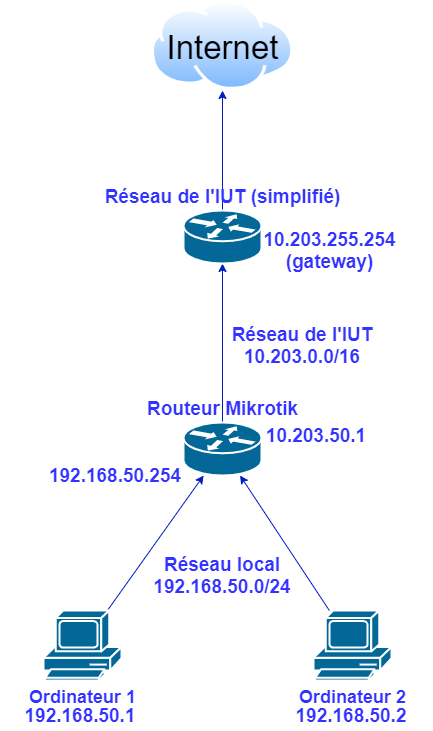 Internet
Réseau de l'IUT (simplifié)
10.203.255.254
(gateway)
Réseau de l'IUT
10.203.0.0/16
Routeur Mikrotik
10.203.50.1
192.168.50.254
Réseau local
192.168.50.0/24
Ordinateur 1
192.168.50.1
Ordinateur 2
192.168.50.2